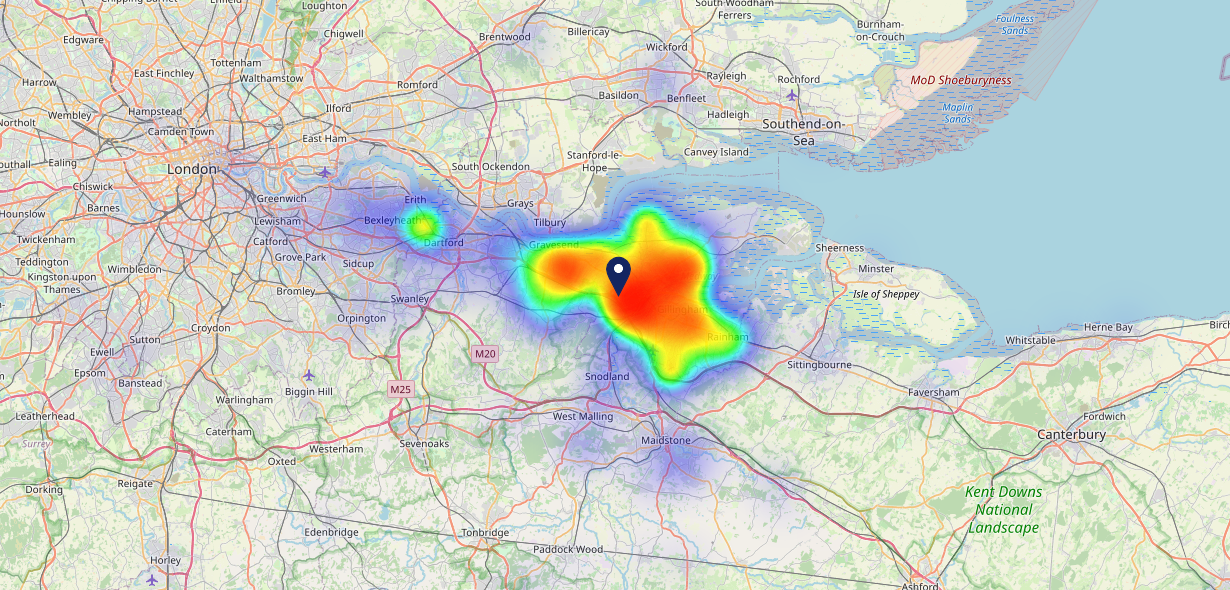 Chipping Barnet
Enfield
Loughton
South Woodham
Ferrers
Foulness
Sands
Burnham-
on-Crouch
Edgware
Chigwell
Brentwood
Billericay
Wickford
Tottenham
East Finchley
Walthamstow
Rayleigh
Rochford
MoD Shoeburyness
Harrow
Romford
Basildon
Benfleet
Maplin
Sands
Hampstead
Ilford
Hadleigh
Wembley
Northolt
Camden Town
East Ham
Southend-on-
Sea
Stanford-le-
Hope
Canvey Island
Southall
Ealing
London
South Ockendon
Chiswick
Greenwich
Erith
Grays
Barnes
Hounslow
Lewisham
Bexleyheath
Tilbury
Twickenham
Catford
Dartford
Gravesend
Sheerness
Grove Park
Teddington
Wimbledon
Sidcup
Minster
Kingston upon
Thames
Bromley
Swanley
Isle of Sheppey
Orpington
Croydon
Rainham
Herne Bay
Sutton
Whitstable
Ewell
M20
Sittingbourne
Epsom
Snodland
Banstead
Biggin Hill
M25
Faversham
Warlingham
Leatherhead
West Malling
Fordwich
Caterham
Surrey
Westerham
Sevenoaks
Maidstone
Canterbury
Oxted
Reigate
Dorking
Kent Downs
National
Landscape
Edenbridge
Tonbridge
Paddock Wood
Horley
Ashford